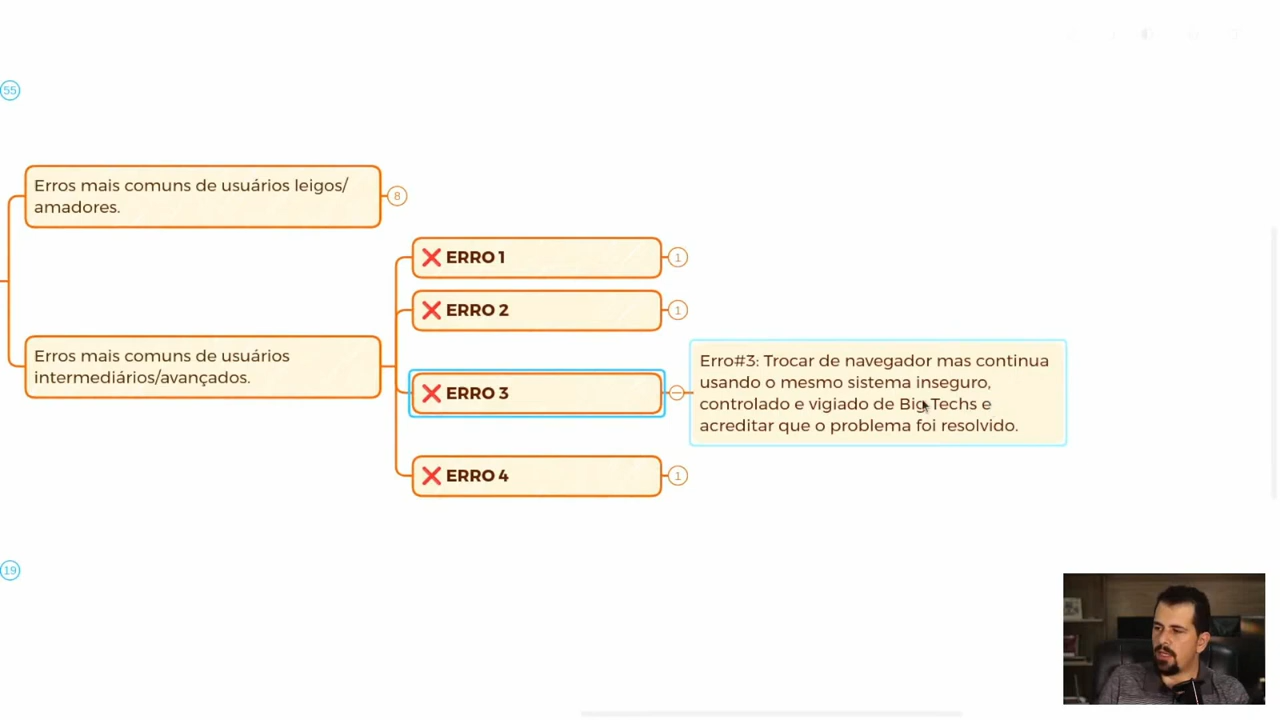 55
Erros mais comuns de usuários leigos/
amadores.
8
❌ ERRO 1
1
❌ ERRO 2
1
Erros mais comuns de usuários
intermediários/avançados.
❌ ERRO 3
Erro#3: Trocar de navegador mas continua
usando o mesmo sistema inseguro,
controlado e vigiado de Big Techs e
acreditar que o problema foi resolvido.
❌ ERRO 4
1
19